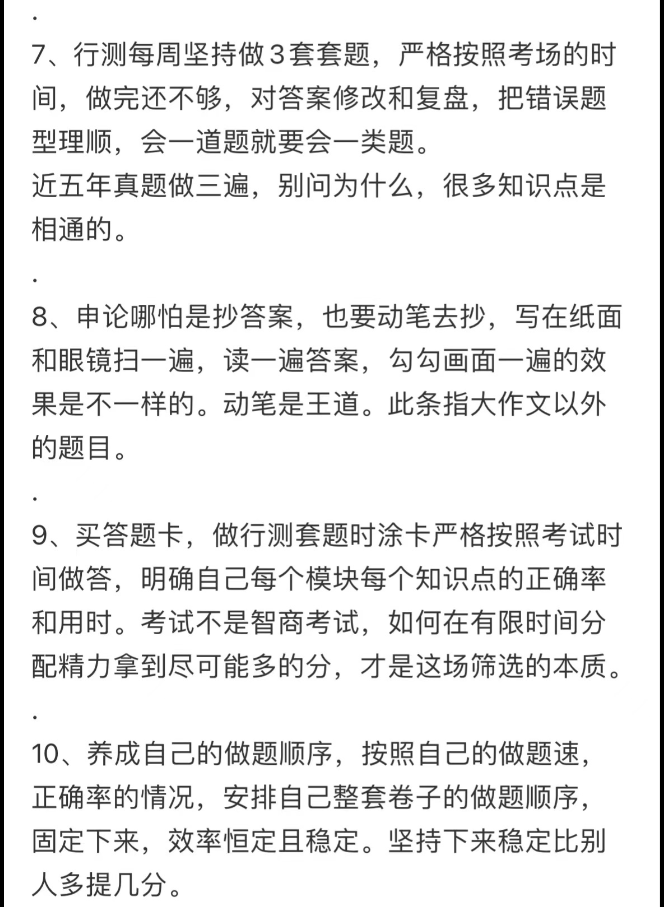 .
7、行测每周坚持做3套套题，严格按照考场的时
间，做完还不够，对答案修改和复盘，把错误题
型理顺，会一道题就要会一类题。
近五年真题做三遍，别问为什么，很多知识点是
相通的。
.
8、申论哪怕是抄答案，也要动笔去抄，写在纸面
和眼镜扫一遍，读一遍答案，勾勾画面一遍的效
果是不一样的。动笔是王道。此条指大作文以外
的题目。
.
9、买答题卡，做行测套题时涂卡严格按照考试时
间做答，明确自己每个模块每个知识点的正确率
和用时。考试不是智商考试，如何在有限时间分
配精力拿到尽可能多的分，才是这场筛选的本质。
.
10、养成自己的做题顺序，按照自己的做题速，
正确率的情况，安排自己整套卷子的做题顺序，
固定下来，效率恒定且稳定。坚持下来稳定比别
人多提几分。